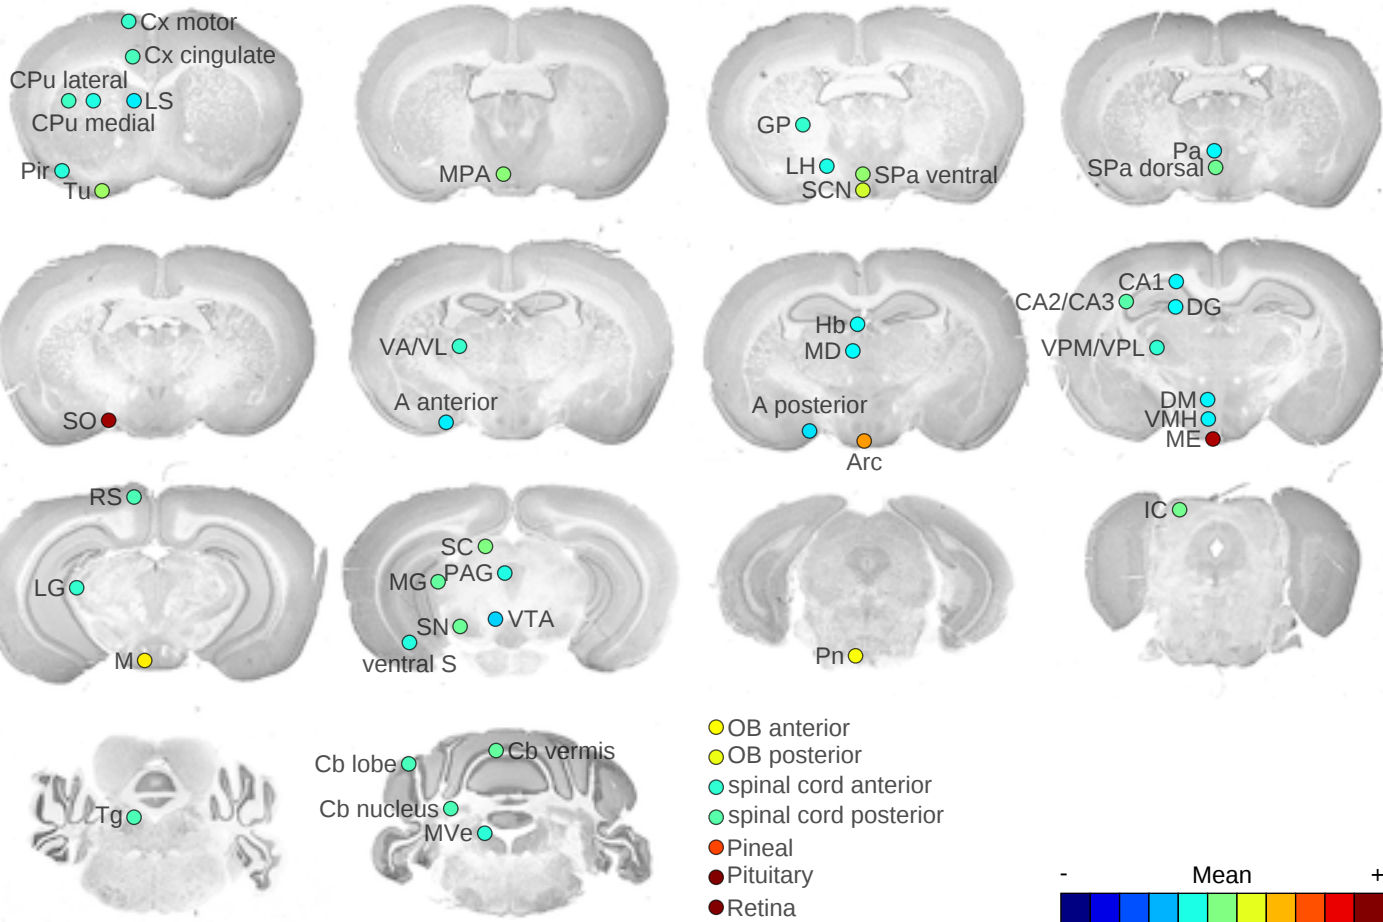 Cx motor
Cx cingulate
CPu lateral
LS
CPu medial
Pir
Tu
MPA
GP
LH
SPa ventral
SCN
Pa
SPa dorsal
SO
VA/VL
A anterior
Hb
MD
A posterior
Arc
CA1
CA2/CA3
DG
VPM/VPL
DM
VMH
ME
RS
LG
M
SC
MG
PAG
SN
VTA
ventral S
Pn
IC
Tg
Cb lobe
Cb vermis
Cb nucleus
MVe
OB anterior
OB posterior
spinal cord anterior
spinal cord posterior
Pineal
Pituitary
Retina
- Mean +